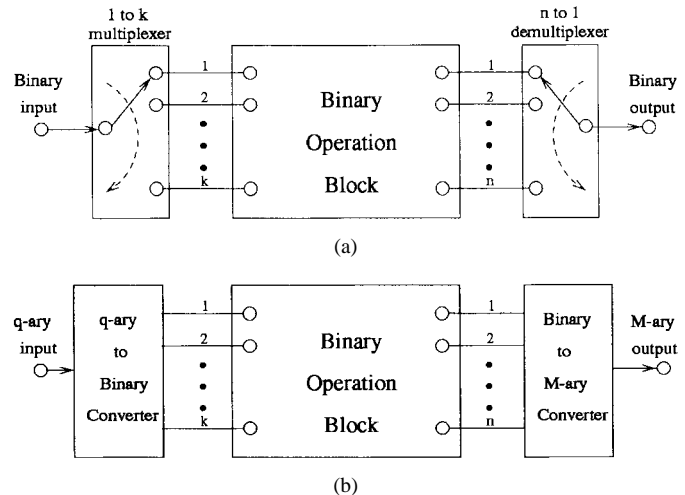 1 to k
multiplexer
n to 1
demultiplexer
Binary
input
1
2
k
Binary
Operation
Block
1
2
n
Binary
output
(a)
q-ary
input
q-ary
to
Binary
Converter
1
2
k
Binary
Operation
Block
1
2
n
Binary
to
M-ary
Converter
M-ary
output
(b)